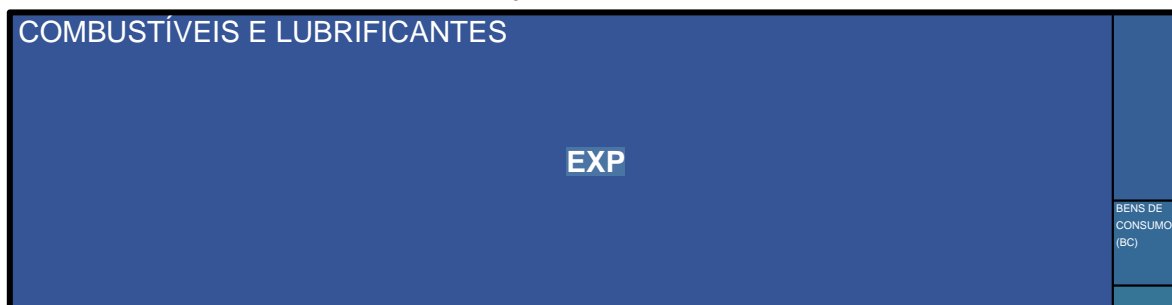 COMBUSTÍVEIS E LUBRIFICANTES
EXP
BENS DE
CONSUMO
(BC)